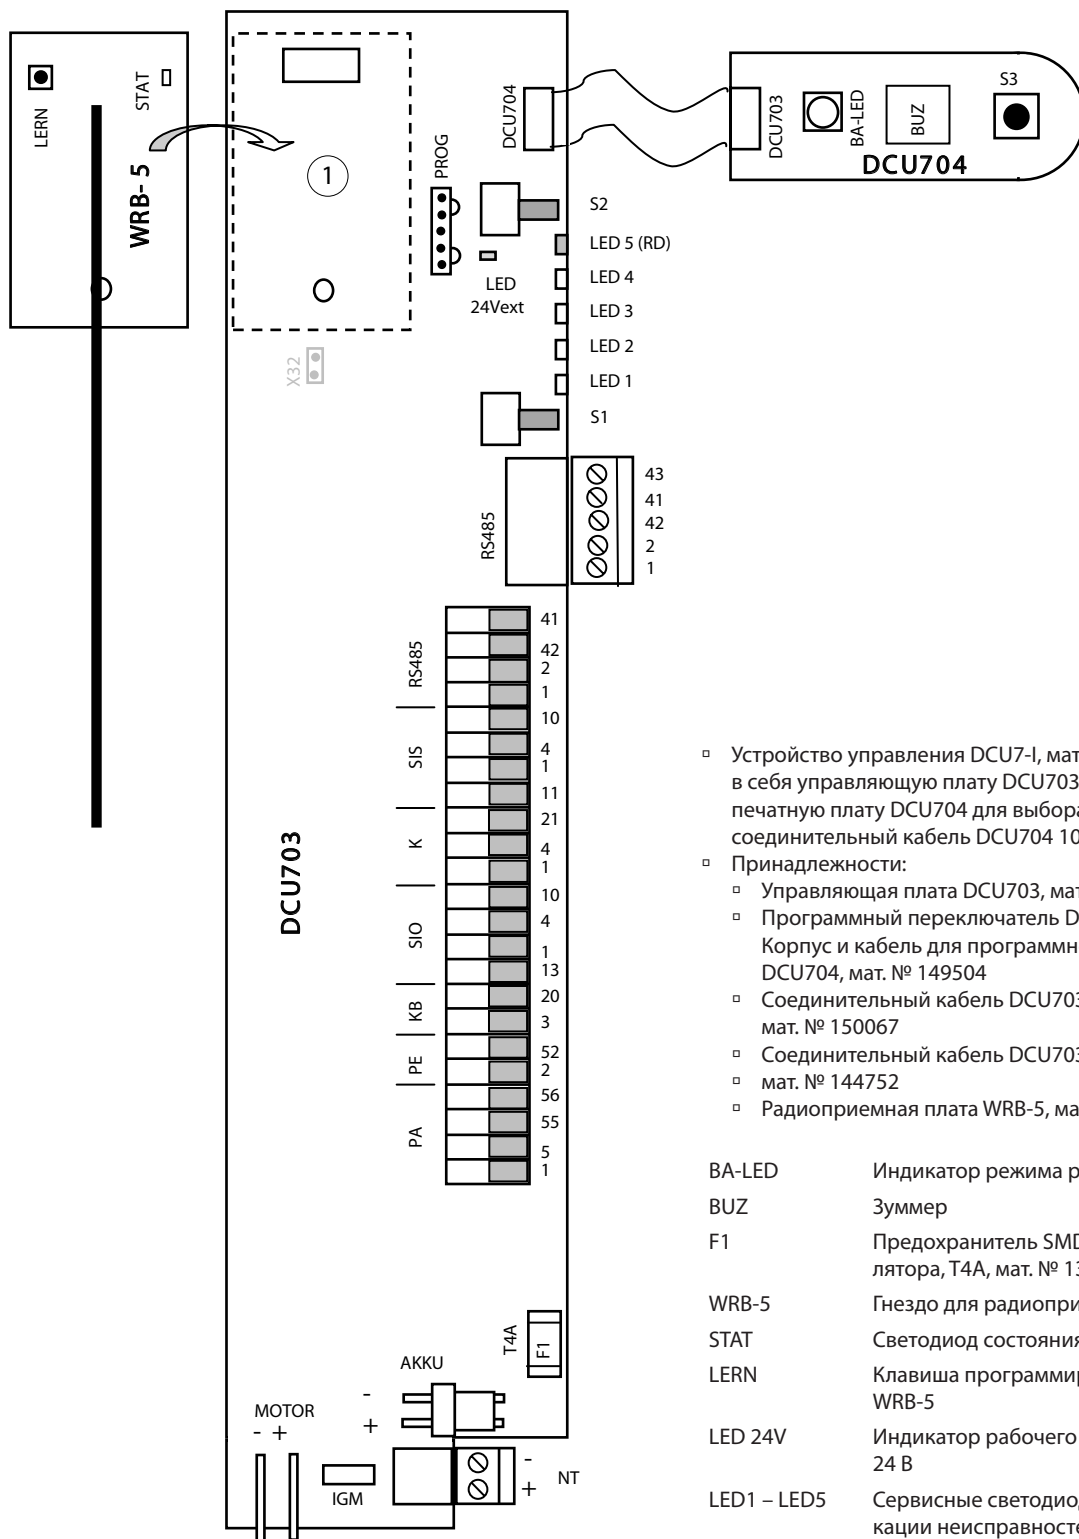 LERN
STAT
WRB- 5
1
X32
PROG
DCU704
LED
24Vext
S2
LED 5 (RD)
LED 4
LED 3
LED 2
LED 1
S1
DCU703
BA-LED
BUZ
S3
DCU704
RS485
43
41
42
2
1
DCU703
RS485
41
42
2
1
SIS
10
4
1
11
K
21
4
1
SIO
10
4
1
13
KB
20
3
PE
52
2
PA
56
55
5
1
T4A
F1
AKKU
-
+
MOTOR
- +
IGM
-
+
NT
▫ Устройство управления DCU7-I, мат
в себя управляющую плату DCU703
печатную плату DCU704 для выбора
соединительный кабель DCU704 10
▫ Принадлежности:
▫ Управляющая плата DCU703, мат
▫ Программный переключатель D
Корпус и кабель для программн
DCU704, мат. № 149504
▫ Соединительный кабель DCU703
мат. № 150067
▫ Соединительный кабель DCU703
▫ мат. № 144752
▫ Радиоприемная плата WRB-5, ма
BA-LED Индикатор режима р
BUZ Зуммер
F1 Предохранитель SMD
лятора, T4A, мат. № 13
WRB-5 Гнездо для радиопри
STAT Светодиод состояния
LERN Клавиша программир
WRB-5
LED 24V Индикатор рабочего
24 В
LED1 – LED5 Сервисные светодиод
кации неисправносте